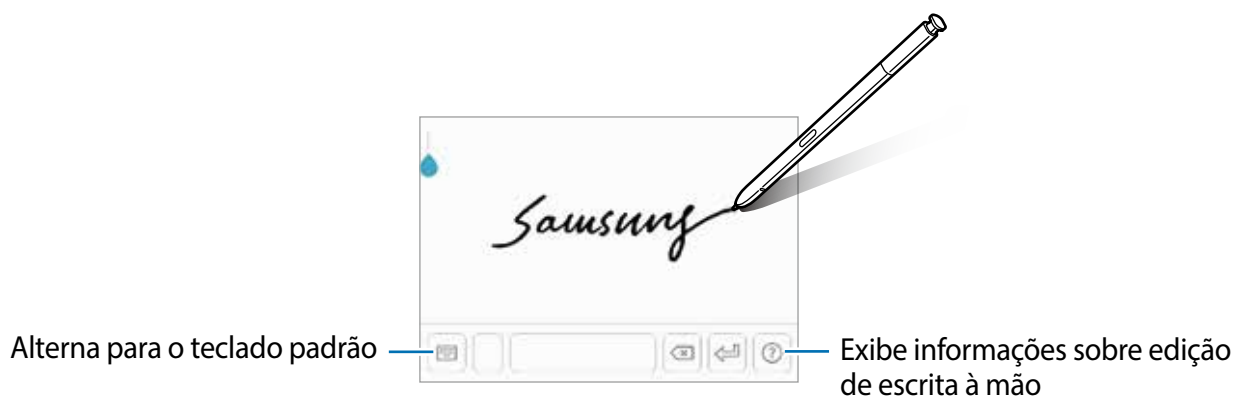 Samsung
Alterna para o teclado padrão
Exibe informações sobre edição
de escrita à mão